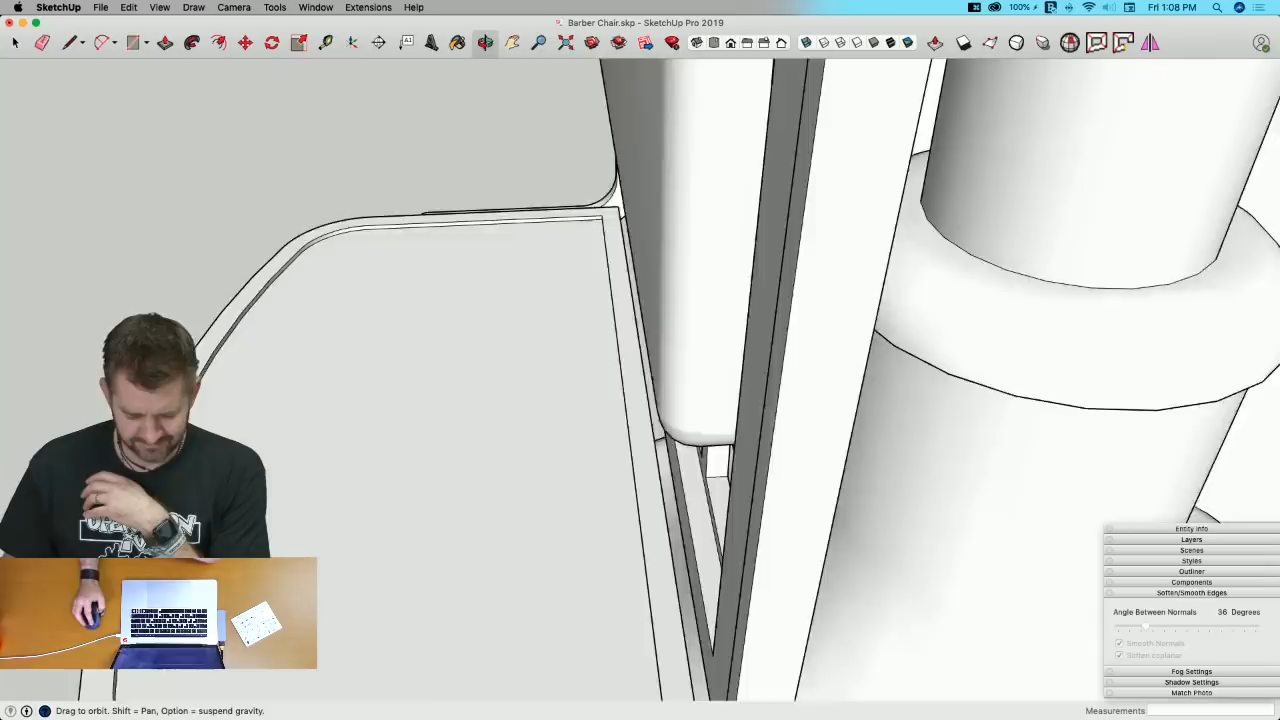 SketchUp File Edit View Draw Camera Tools Window Extensions Help 100% Fri 1:08 PM
Barber Chair.skp - SketchUp Pro 2019
Entity Info
Layers
Scenes
Styles
Outliner
Components
Soften/Smooth Edges
Angle Between Normals 36 Degrees
Smooth Normals
Soften coplanar
Fog Settings
Shadow Settings
Match Photo
Drag to orbit. Shift = Pan, Option = suspend gravity.
Measurements